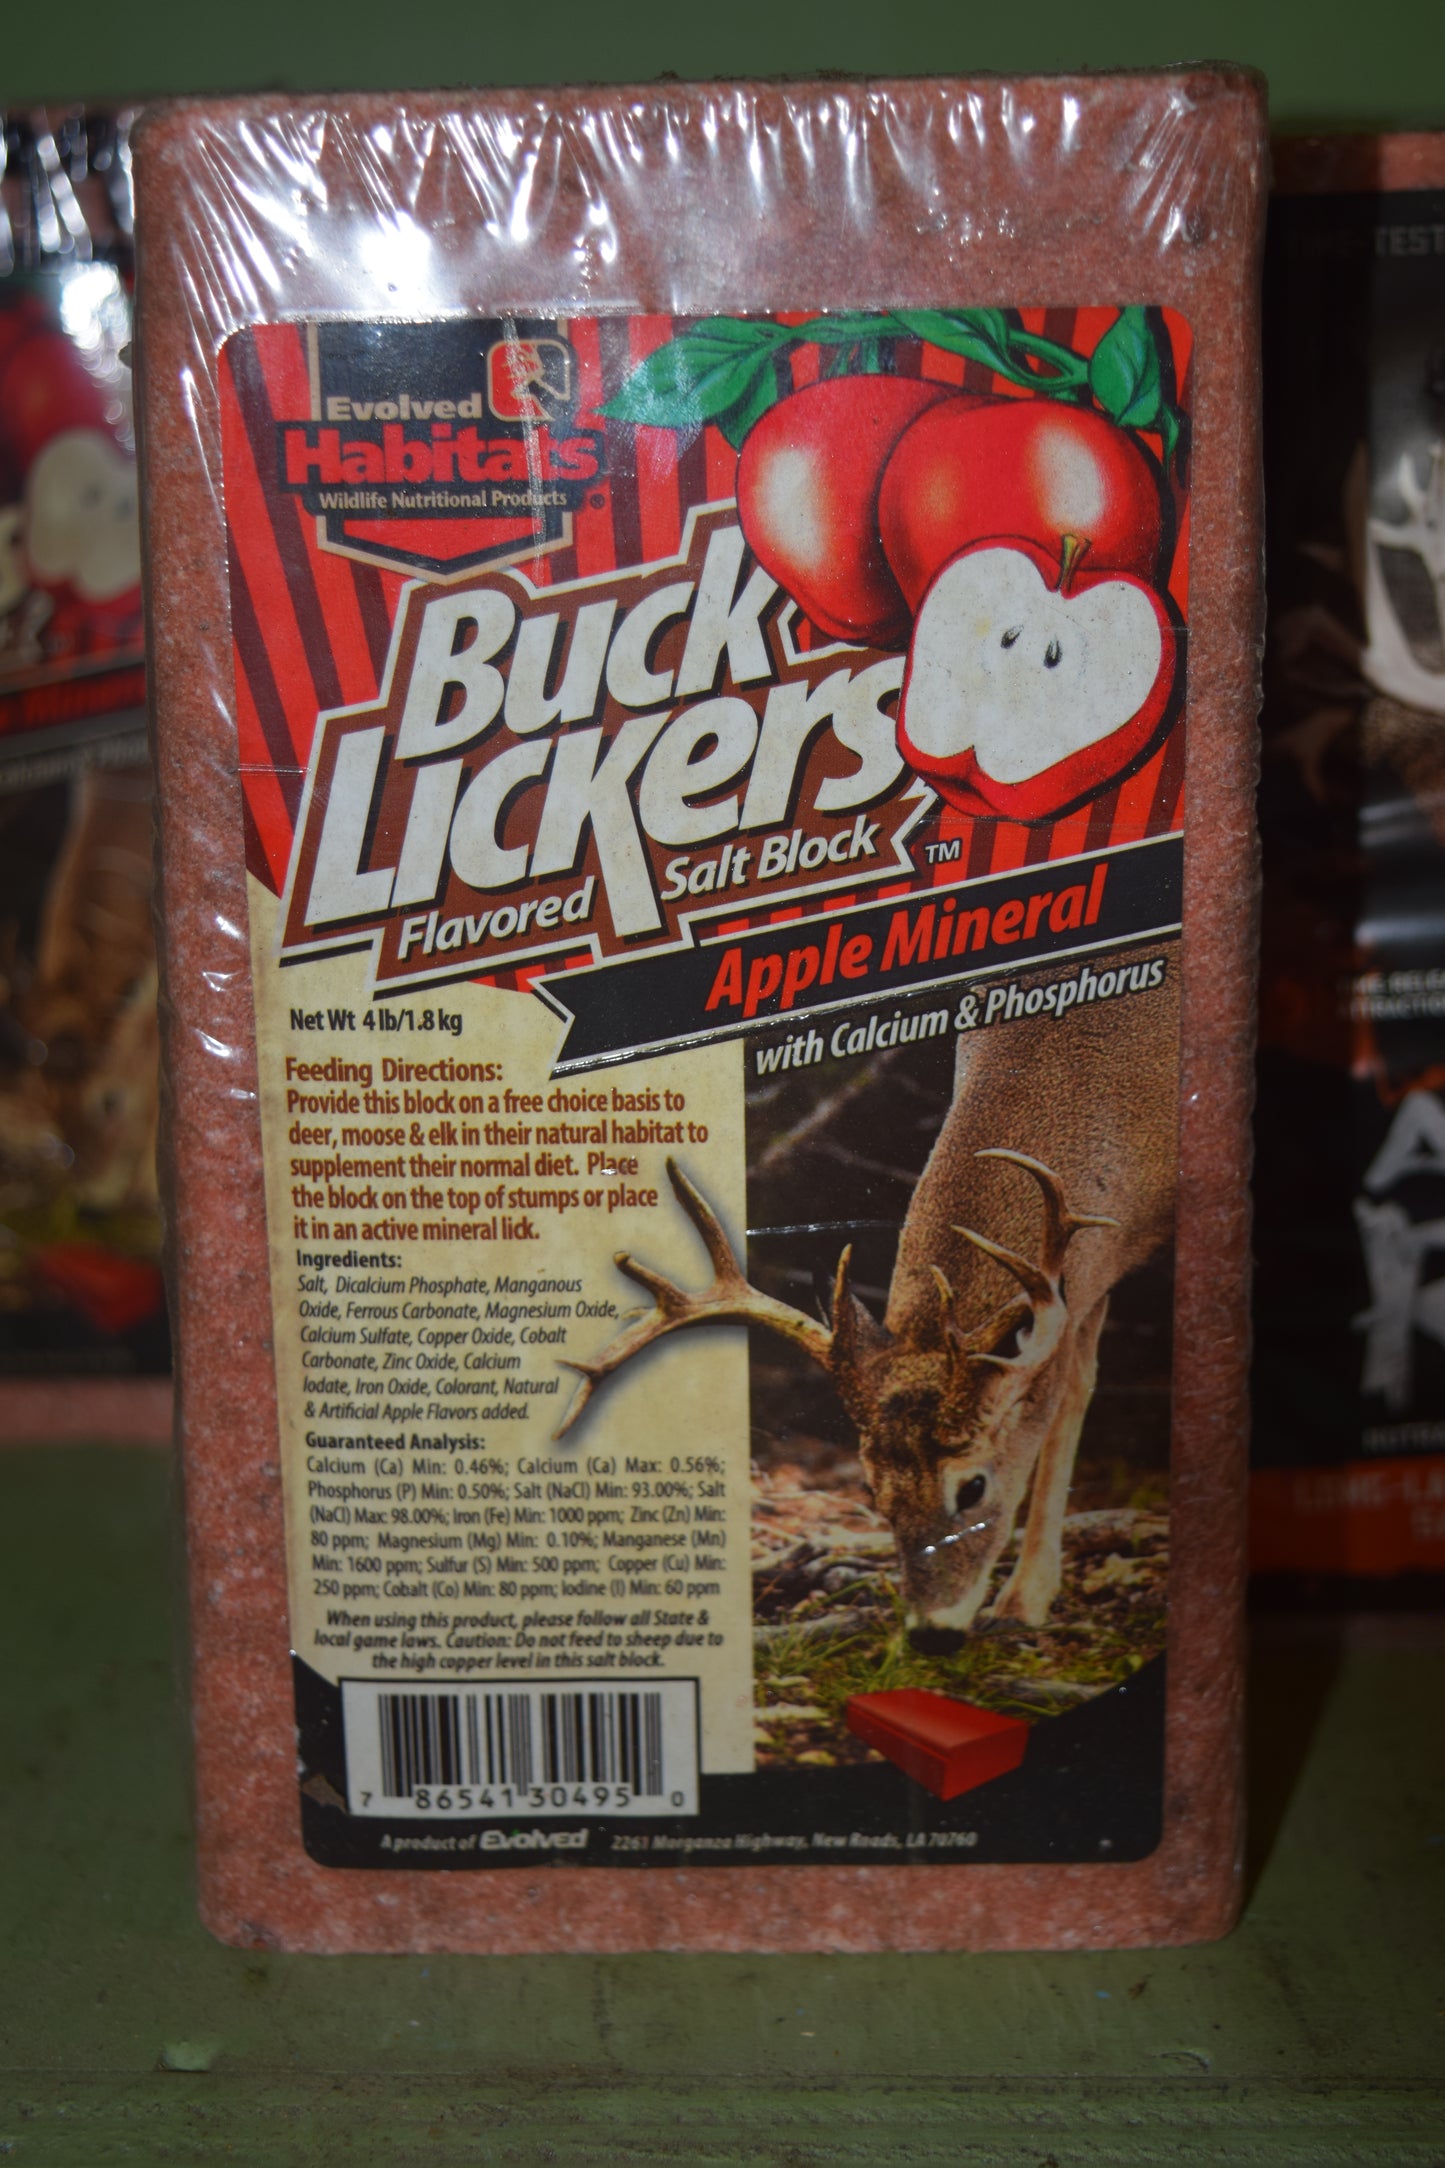 Evolved
Habitats
Wildlife Nutritional Products ®
Buck
Lickers
Flavored Salt Block ™
Apple Mineral
with Calcium & Phosphorus
Net Wt 4 lb/1.8 kg
Feeding Directions:
Provide this block on a free choice basis to
deer, moose & elk in their natural habitat to
supplement their normal diet. Place
the block on the top of stumps or place
it in an active mineral lick.
Ingredients:
Salt, Dicalcium Phosphate, Manganous
Oxide, Ferrous Carbonate, Magnesium Oxide,
Calcium Sulfate, Copper Oxide, Cobalt
Carbonate, Zinc Oxide, Calcium
Iodate, Iron Oxide, Colorant, Natural
& Artificial Apple Flavors added.
Guaranteed Analysis:
Calcium (Ca) Min: 0.46%; Calcium (Ca) Max: 0.56%;
Phosphorus (P) Min: 0.50%; Salt (NaCl) Min: 93.00%; Salt
(NaCl) Max: 98.00%; Iron (Fe) Min: 1000 ppm; Zinc (Zn) Min:
80 ppm; Magnesium (Mg) Min: 0.10%; Manganese (Mn)
Min: 1600 ppm; Sulfur (S) Min: 500 ppm; Copper (Cu) Min:
250 ppm; Cobalt (Co) Min: 80 ppm; Iodine (I) Min: 60 ppm
When using this product, please follow all State &
local game laws. Caution: Do not feed to sheep due to
the high copper level in this salt block.
7 86541 30495 0
A product of Evolved 2261 Morganza Highway, New Roads, LA 70760